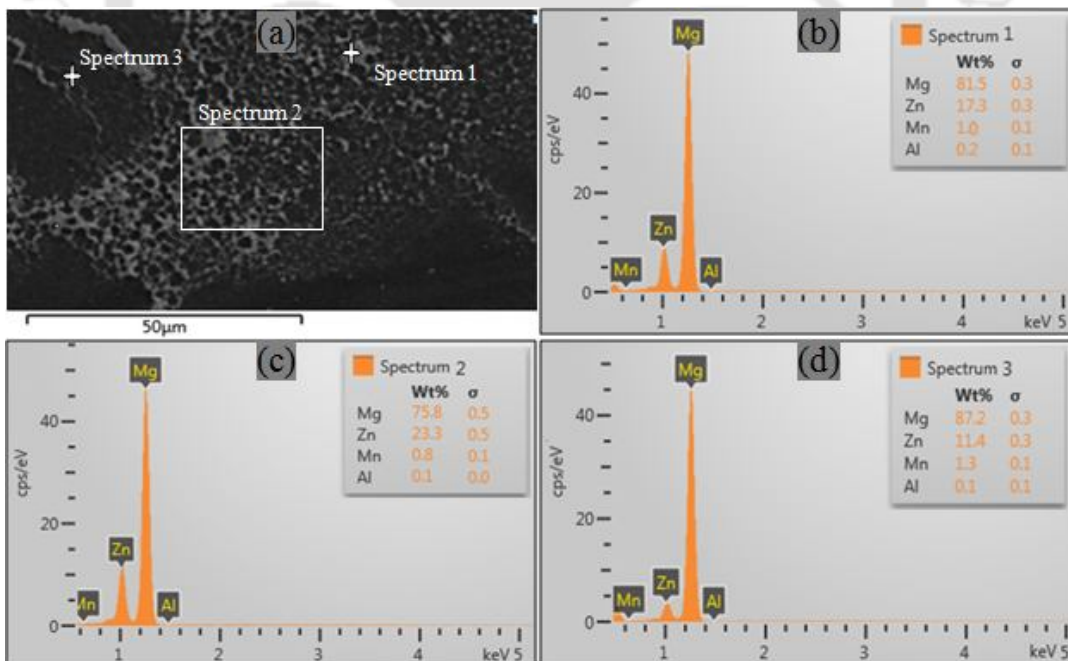 (a)
Spectrum 3
Spectrum 1
Spectrum 2
50µm
(b)
Spectrum 1
Wt% σ
Mg 81.5 0.3
Zn 17.3 0.3
Mn 1.0 0.1
Al 0.2 0.1
cps/eV
40
20
0
Mg
Zn
Mn
Al
1 2 3 4 keV 5
(c)
Spectrum 2
Wt% σ
Mg 75.8 0.5
Zn 23.3 0.5
Mn 0.8 0.1
Al 0.1 0.0
cps/eV
40
20
0
Mg
Zn
Mn
Al
1 2 3 4 keV 5
(d)
Spectrum 3
Wt% σ
Mg 87.2 0.3
Zn 11.4 0.3
Mn 1.3 0.1
Al 0.1 0.1
cps/eV
40
20
0
Mg
Zn
Mn
Al
1 2 3 4 keV 5